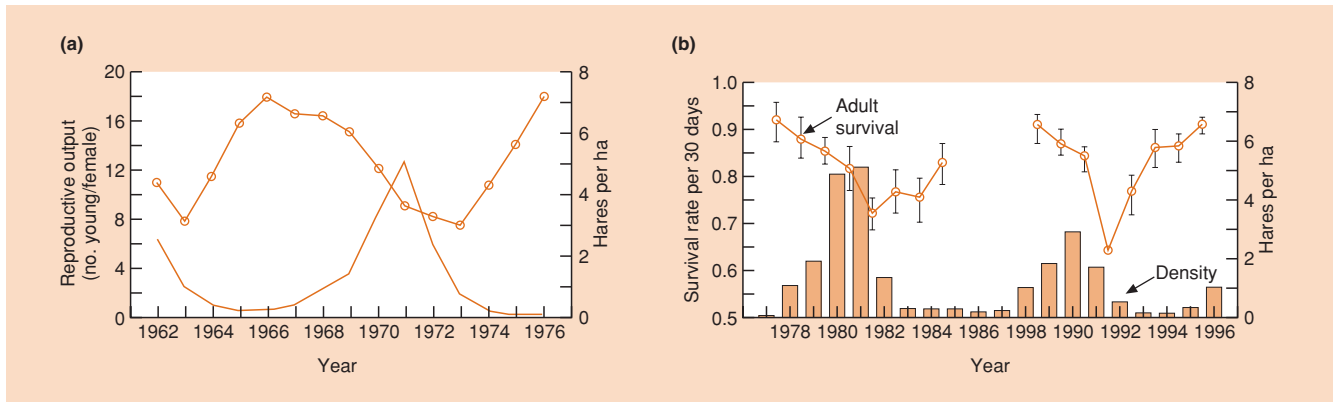 (a)
20
16
12
8
4
0
Reproductive output
(no. young/female)
8
6
4
2
0
Hares per ha
1962 1964 1966 1968 1970 1972 1974 1976
Year
(b)
1.0
0.9
0.8
0.7
0.6
0.5
Survival rate per 30 days
Adult
survival
Density
8
6
4
2
0
Hares per ha
1978 1980 1982 1984 1986 1998 1990 1992 1994 1996
Year